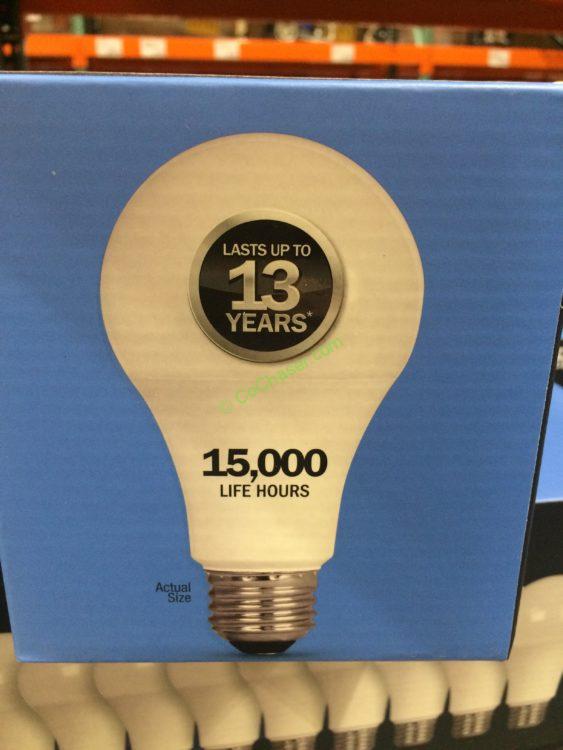 LASTS UP TO
13
YEARS*
© CoChaser.com
15,000
LIFE HOURS
Actual
Size